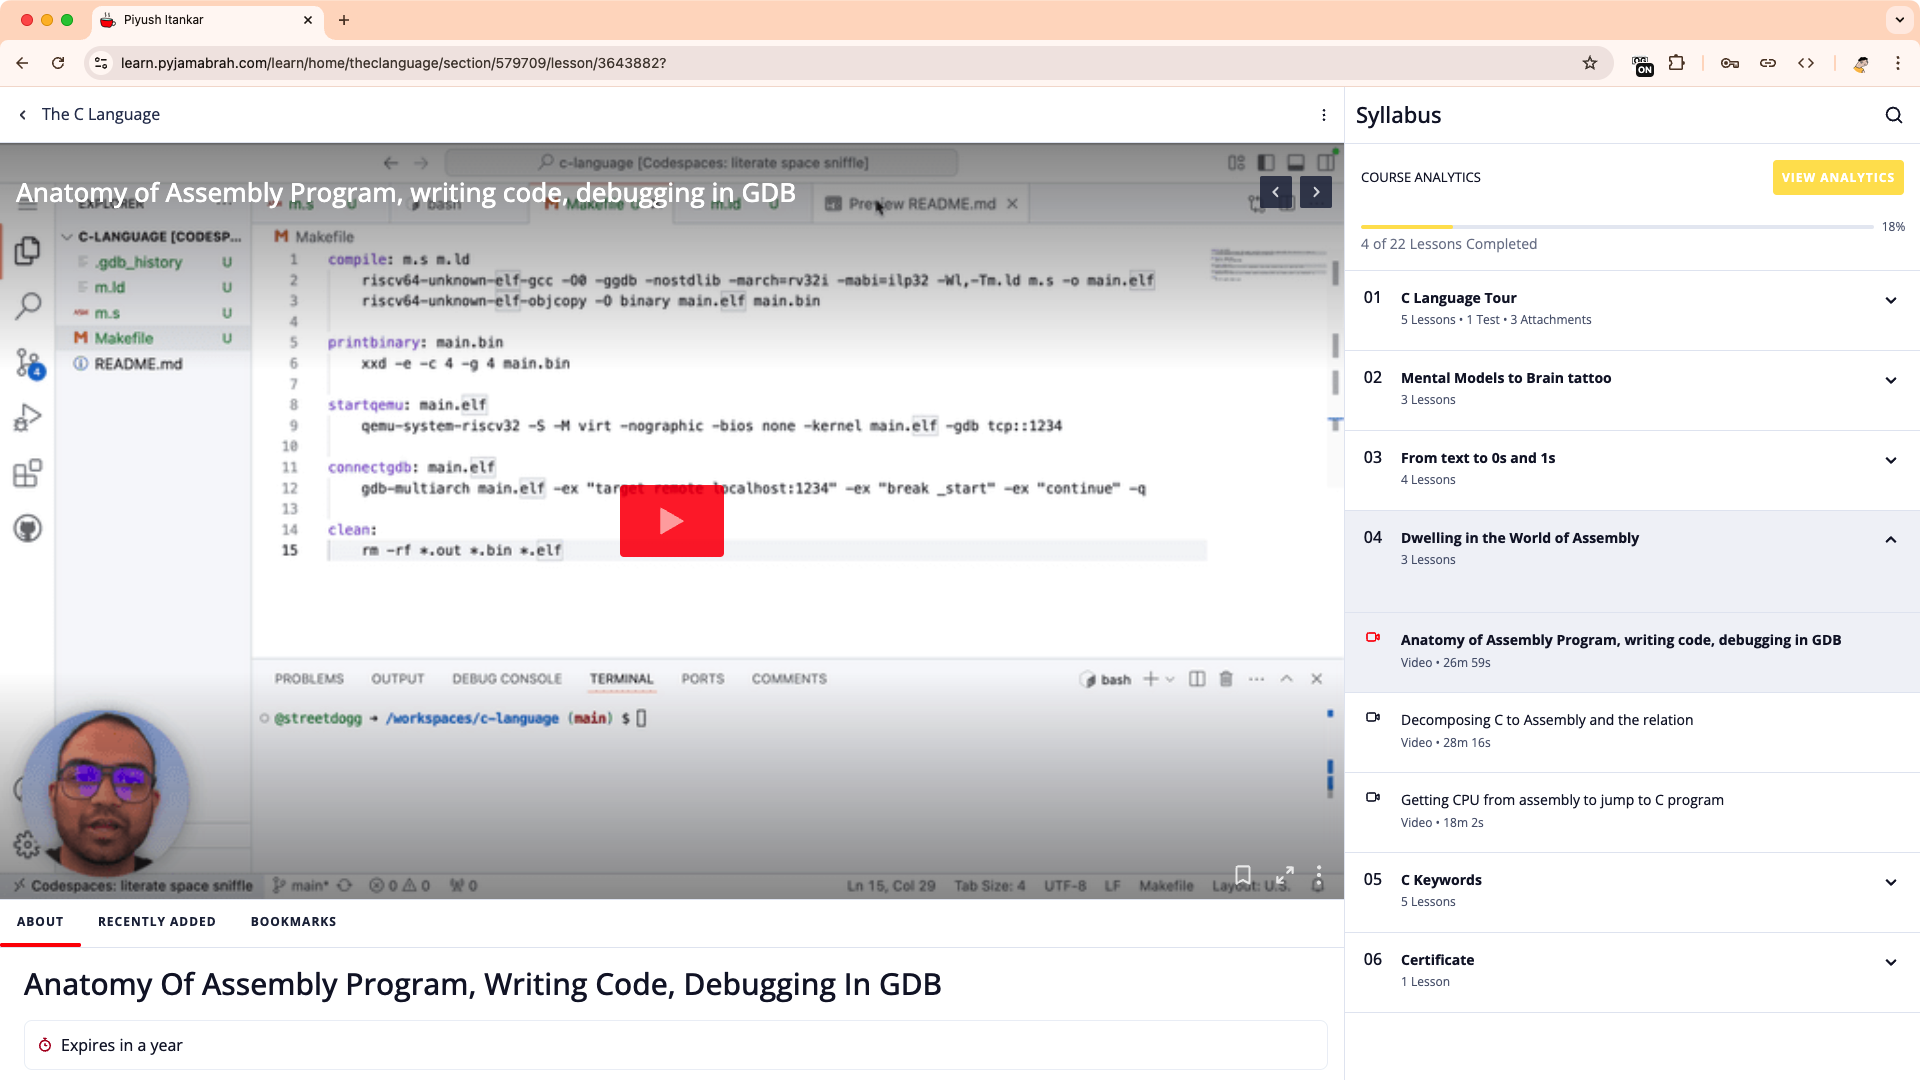 Piyush Itankar
learn.pyjamabrah.com/learn/home/theclanguage/section/579709/lesson/3643882?
ON
The C Language
c-language [Codespaces: literate space sniffle]
Anatomy of Assembly Program, writing code, debugging in GDB
EXPLORER
m.s U
bash
Makefile U
m.ld U
Preview README.md
C-LANGUAGE [CODESP...
.gdb_history U
m.ld U
m.s U
Makefile U
README.md
4
Makefile
1 compile: m.s m.ld
2 riscv64-unknown-elf-gcc -O0 -ggdb -nostdlib -march=rv32i -mabi=ilp32 -Wl,-Tm.ld m.s -o main.elf
3 riscv64-unknown-elf-objcopy -O binary main.elf main.bin
4
5 printbinary: main.bin
6 xxd -e -c 4 -g 4 main.bin
7
8 startqemu: main.elf
9 qemu-system-riscv32 -S -M virt -nographic -bios none -kernel main.elf -gdb tcp::1234
10
11 connectgdb: main.elf
12 gdb-multiarch main.elf -ex "target remote localhost:1234" -ex "break _start" -ex "continue" -q
13
14 clean:
15 rm -rf *.out *.bin *.elf
PROBLEMS OUTPUT DEBUG CONSOLE TERMINAL PORTS COMMENTS
bash
@streetdogg → /workspaces/c-language (main) $
Codespaces: literate space sniffle main* 0 0 0
Ln 15, Col 29 Tab Size: 4 UTF-8 LF Makefile Layout: U.S.
ABOUT RECENTLY ADDED BOOKMARKS
Anatomy Of Assembly Program, Writing Code, Debugging In GDB
Expires in a year
Syllabus
COURSE ANALYTICS
VIEW ANALYTICS
18%
4 of 22 Lessons Completed
01 C Language Tour
5 Lessons • 1 Test • 3 Attachments
02 Mental Models to Brain tattoo
3 Lessons
03 From text to 0s and 1s
4 Lessons
04 Dwelling in the World of Assembly
3 Lessons
Anatomy of Assembly Program, writing code, debugging in GDB
Video • 26m 59s
Decomposing C to Assembly and the relation
Video • 28m 16s
Getting CPU from assembly to jump to C program
Video • 18m 2s
05 C Keywords
5 Lessons
06 Certificate
1 Lesson